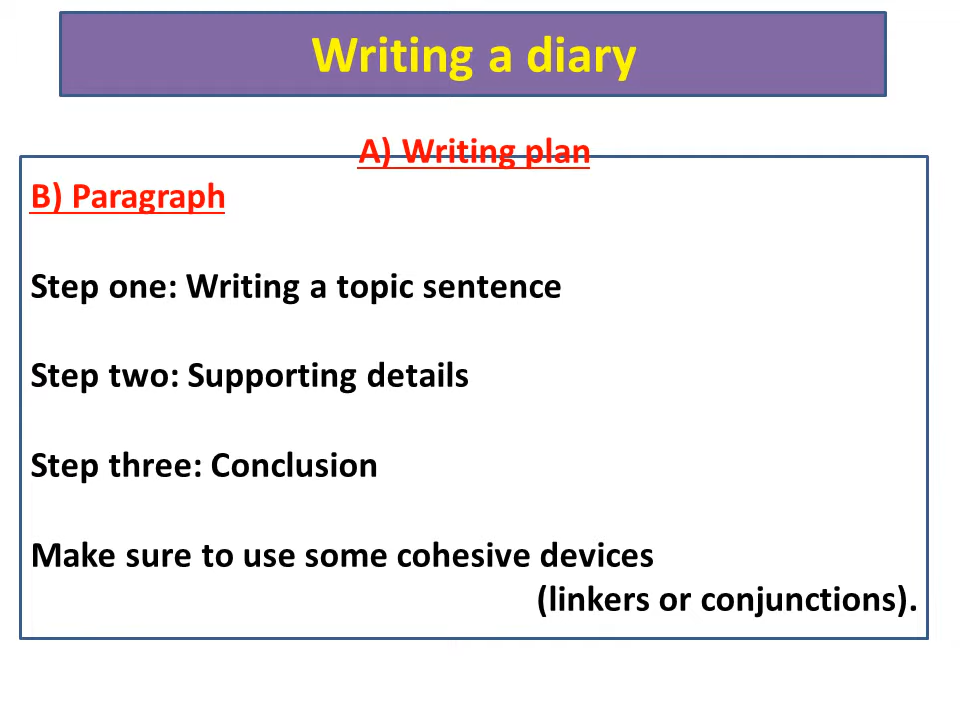 Writing a diary
A) Writing plan
B) Paragraph
Step one: Writing a topic sentence
Step two: Supporting details
Step three: Conclusion
Make sure to use some cohesive devices
(linkers or conjunctions).